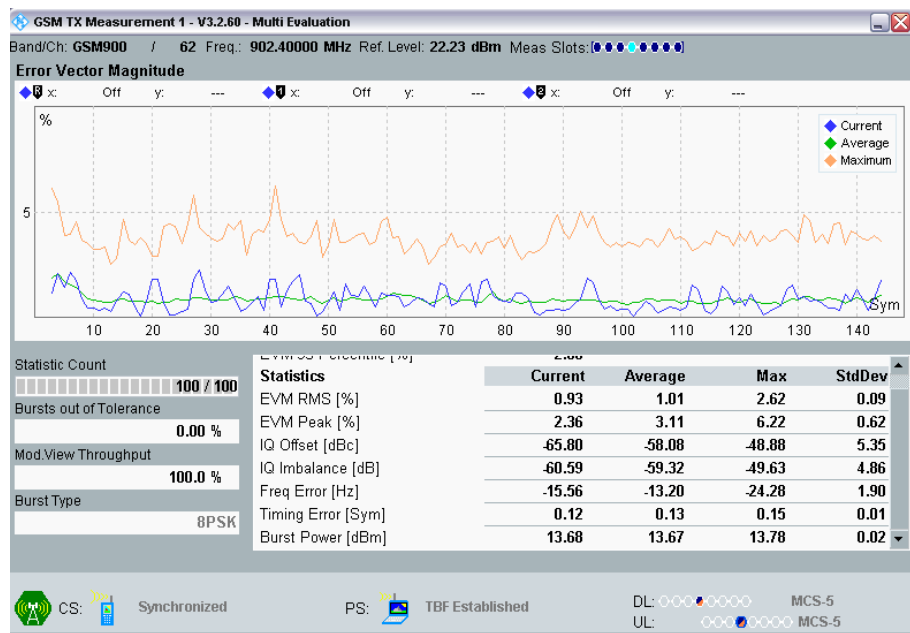 GSM TX Measurement 1 - V3.2.60 - Multi Evaluation
Band/Ch: GSM900 / 62 Freq.: 902.40000 MHz Ref. Level: 22.23 dBm Meas Slots:
Error Vector Magnitude
R x: Off y: --- 1 x: Off y: --- 2 x: Off y: ---
%
Current
Average
Maximum
5
Sym
10 20 30 40 50 60 70 80 90 100 110 120 130 140
Statistic Count
100 / 100
Bursts out of Tolerance
0.00 %
Mod.View Throughput
100.0 %
Burst Type
8PSK
Statistics Current Average Max StdDev
EVM RMS [%] 0.93 1.01 2.62 0.09
EVM Peak [%] 2.36 3.11 6.22 0.62
IQ Offset [dBc] -65.80 -58.08 -48.88 5.35
IQ Imbalance [dB] -60.59 -59.32 -49.63 4.86
Freq Error [Hz] -15.56 -13.20 -24.28 1.90
Timing Error [Sym] 0.12 0.13 0.15 0.01
Burst Power [dBm] 13.68 13.67 13.78 0.02
CS: Synchronized PS: TBF Established
DL: MCS-5
UL: MCS-5